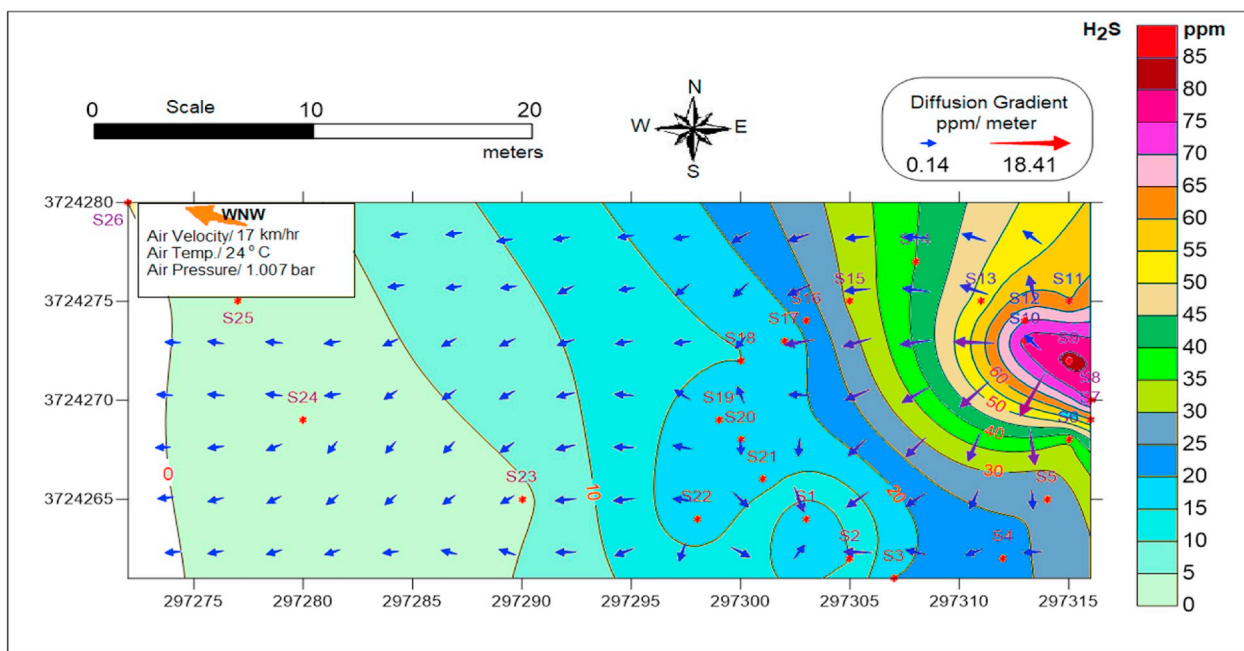 H2S ppm
0 Scale 10 20
meters
N
W E
S
Diffusion Gradient
ppm/ meter
0.14 18.41
85
80
75
70
65
60
55
50
45
40
35
30
25
20
15
10
5
0
3724280
3724275
3724270
3724265
S26
WNW
Air Velocity/ 17 km/hr
Air Temp./ 24 o C
Air Pressure/ 1.007 bar
S25
S24
S23
S15
S13
S11
S12
S10
S16
S17
S18
S9
S8
S7
S6
S19
S20
S21
S22
S1
S2
S3
S4
S5
0
10
20
30
40
50
60
297275 297280 297285 297290 297295 297300 297305 297310 297315